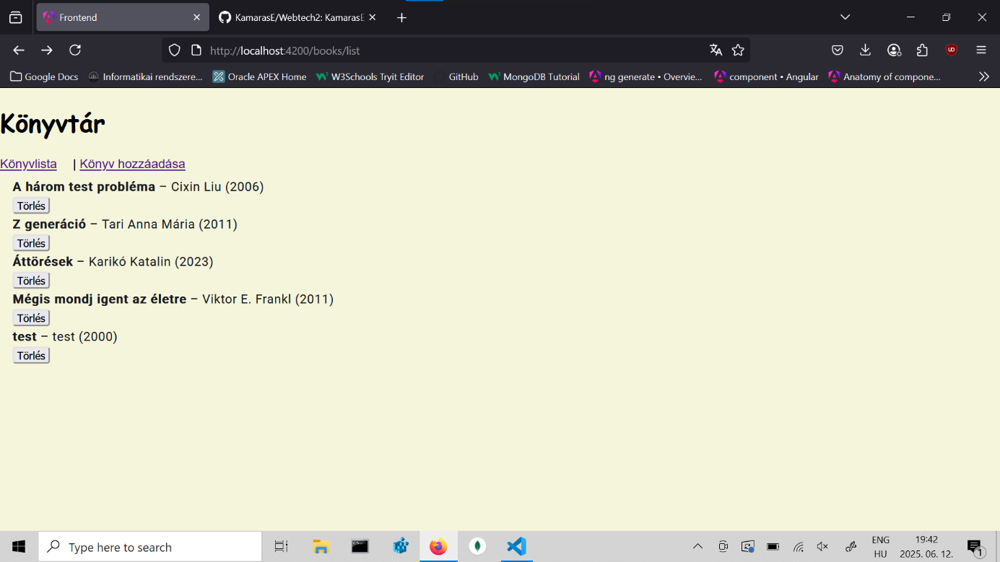 Frontend
KamarasE/Webtech2: KamarasE
http://localhost:4200/books/list
Google Docs
Informatikai rendszere...
Oracle APEX Home
W3Schools Tryit Editor
GitHub
MongoDB Tutorial
ng generate • Overvie...
component • Angular
Anatomy of compone...
Könyvtár
Könyvlista | Könyv hozzáadása
A három test probléma – Cixin Liu (2006)
Törlés
Z generáció – Tari Anna Mária (2011)
Törlés
Áttörések – Karikó Katalin (2023)
Törlés
Mégis mondj igent az életre – Viktor E. Frankl (2011)
Törlés
test – test (2000)
Törlés
Type here to search
ENG
HU
19:42
2025. 06. 12.
1